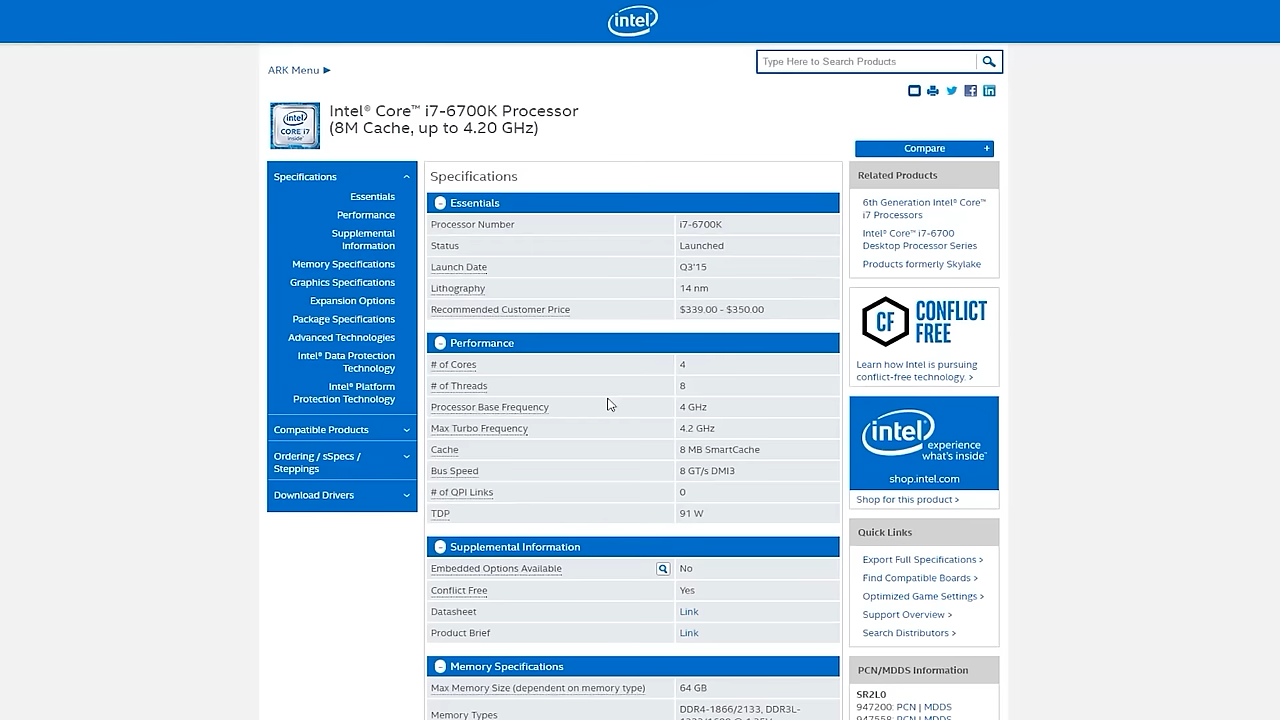 intel
ARK Menu ►
Type Here to Search Products
intel
CORE i7
inside
Intel® Core™ i7-6700K Processor
(8M Cache, up to 4.20 GHz)
Compare +
Specifications
Essentials
Performance
Supplemental
Information
Memory Specifications
Graphics Specifications
Expansion Options
Package Specifications
Advanced Technologies
Intel® Data Protection
Technology
Intel® Platform
Protection Technology
Compatible Products
Ordering / sSpecs /
Steppings
Download Drivers
Specifications
Essentials
Processor Number i7-6700K
Status Launched
Launch Date Q3'15
Lithography 14 nm
Recommended Customer Price $339.00 - $350.00
Performance
# of Cores 4
# of Threads 8
Processor Base Frequency 4 GHz
Max Turbo Frequency 4.2 GHz
Cache 8 MB SmartCache
Bus Speed 8 GT/s DMI3
# of QPI Links 0
TDP 91 W
Supplemental Information
Embedded Options Available No
Conflict Free Yes
Datasheet Link
Product Brief Link
Memory Specifications
Max Memory Size (dependent on memory type) 64 GB
Memory Types DDR4-1866/2133, DDR3L-
Related Products
6th Generation Intel® Core™
i7 Processors
Intel® Core™ i7-6700
Desktop Processor Series
Products formerly Skylake
CF CONFLICT
FREE
Learn how Intel is pursuing
conflict-free technology. >
intel experience
what's inside™
shop.intel.com
Shop for this product >
Quick Links
Export Full Specifications >
Find Compatible Boards >
Optimized Game Settings >
Support Overview >
Search Distributors >
PCN/MDDS Information
SR2L0
947200: PCN | MDDS
947558: PCN | MDDS